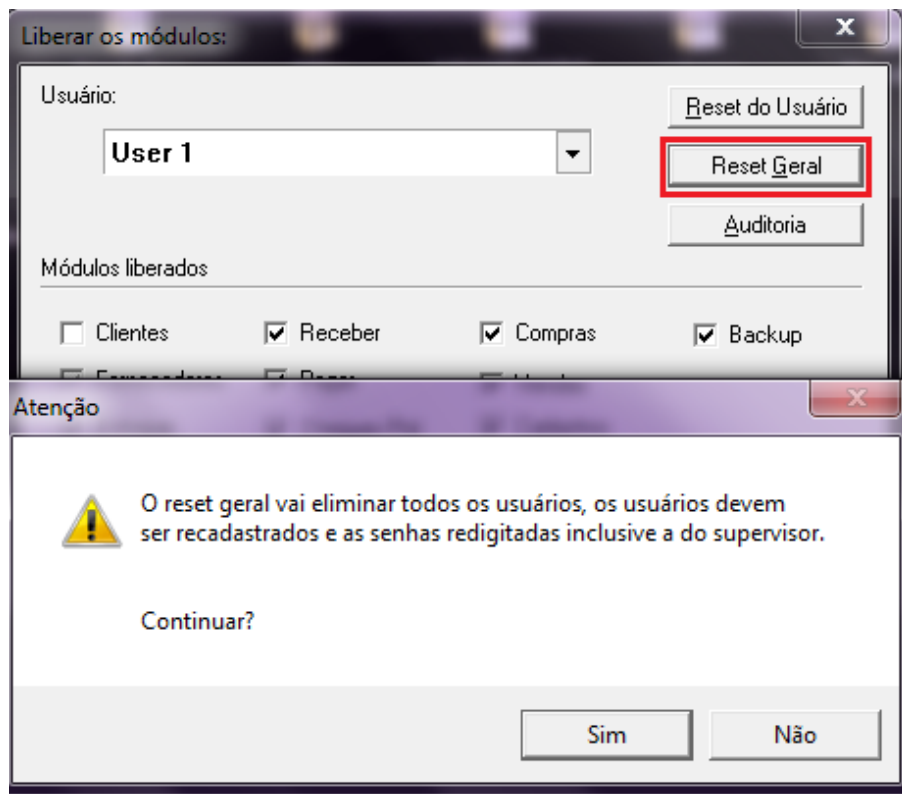 Liberar os módulos:
Usuário:
Reset do Usuário
User 1
Reset Geral
Auditoria
Módulos liberados
Clientes Receber Compras Backup
Atenção
O reset geral vai eliminar todos os usuários, os usuários devem
ser recadastrados e as senhas redigitadas inclusive a do supervisor.
Continuar?
Sim Não